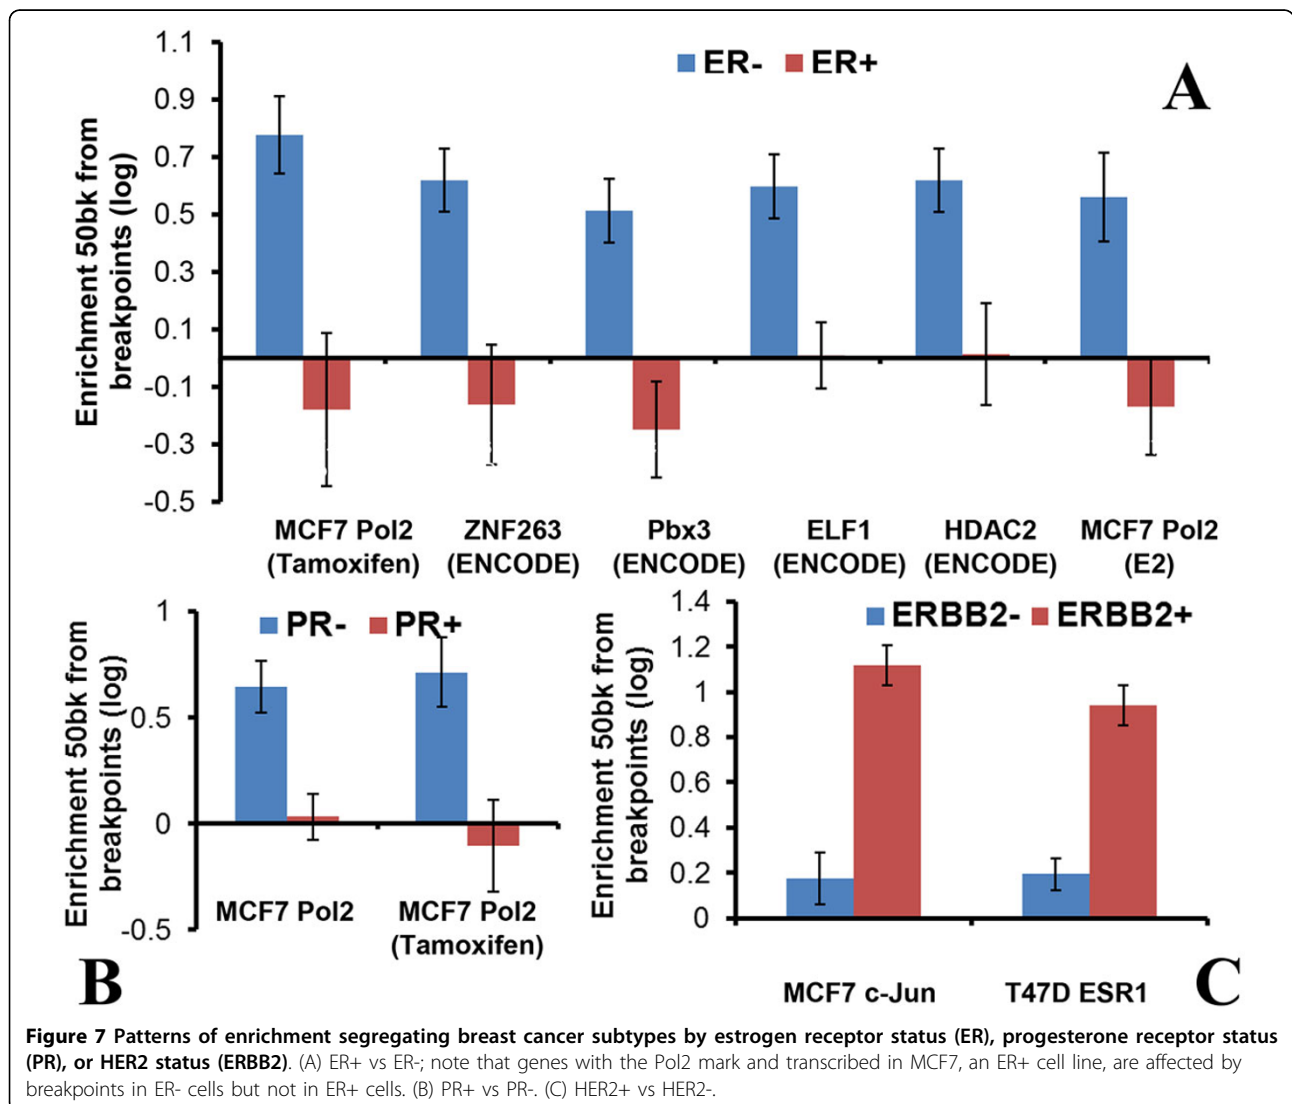 1.1
0.9
0.7
0.5
0.3
0.1
-0.1
-0.3
-0.5
Enrichment 50bk from
breakpoints (log)
ER- ER+
A
MCF7 Pol2
(Tamoxifen)
ZNF263
(ENCODE)
Pbx3
(ENCODE)
ELF1
(ENCODE)
HDAC2
(ENCODE)
MCF7 Pol2
(E2)
1
0.5
0
-0.5
Enrichment 50bk from
breakpoints (log)
PR- PR+
MCF7 Pol2
MCF7 Pol2
(Tamoxifen)
B
1.4
1.2
1
0.8
0.6
0.4
0.2
0
Enrichment 50bk from
breakpoints (log)
ERBB2- ERBB2+
MCF7 c-Jun
T47D ESR1
C
Figure 7 Patterns of enrichment segregating breast cancer subtypes by estrogen receptor status (ER), progesterone receptor status
(PR), or HER2 status (ERBB2). (A) ER+ vs ER-; note that genes with the Pol2 mark and transcribed in MCF7, an ER+ cell line, are affected by
breakpoints in ER- cells but not in ER+ cells. (B) PR+ vs PR-. (C) HER2+ vs HER2-.